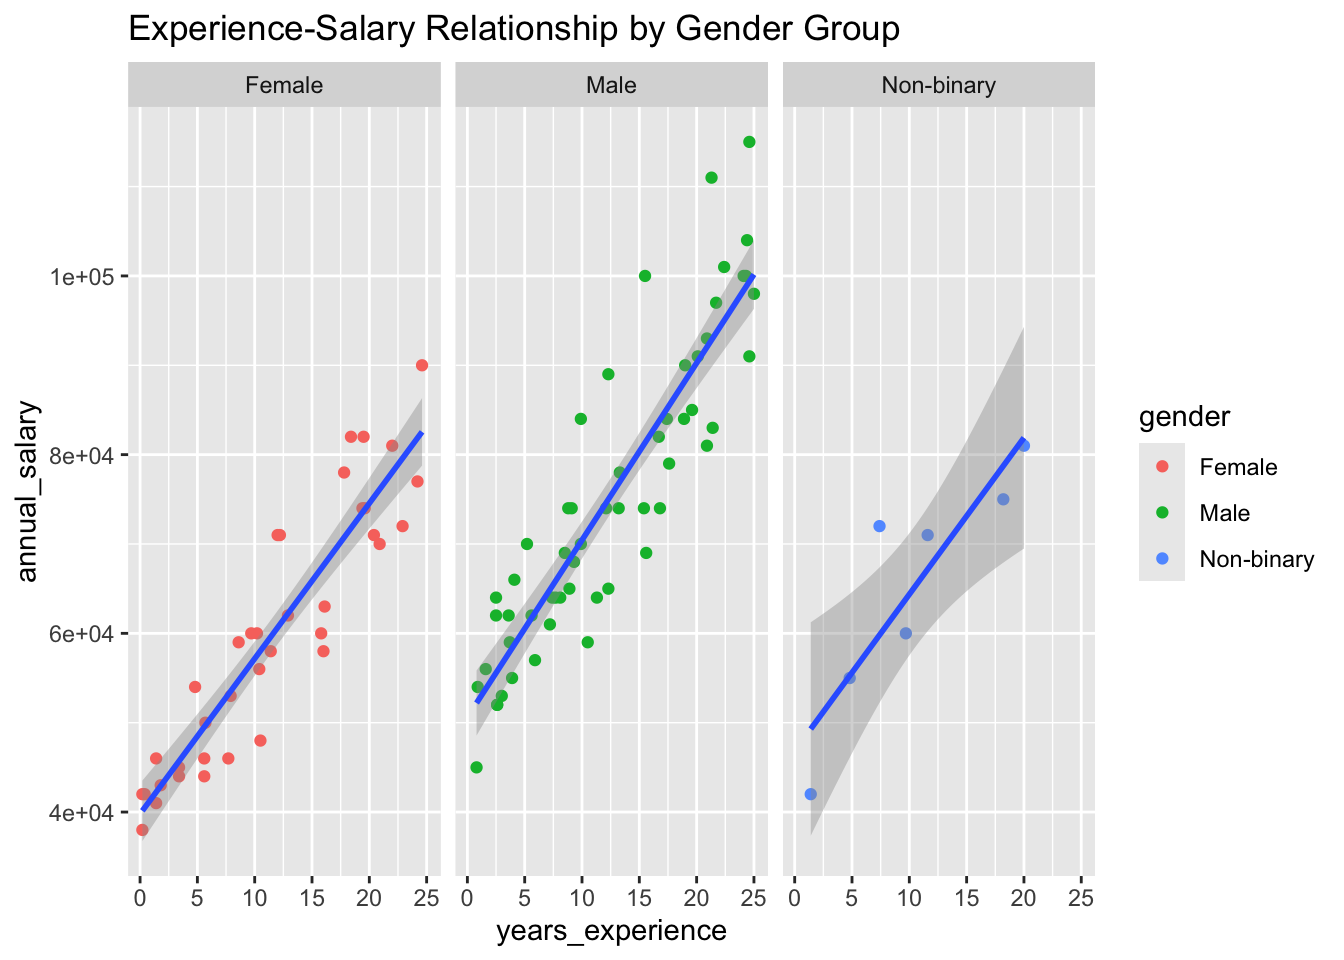 Experience-Salary Relationship by Gender Group
Female
Male
Non-binary
1e+05
8e+04
6e+04
4e+04
annual_salary
0 5 10 15 20 25
0 5 10 15 20 25
0 5 10 15 20 25
years_experience
gender
Female
Male
Non-binary